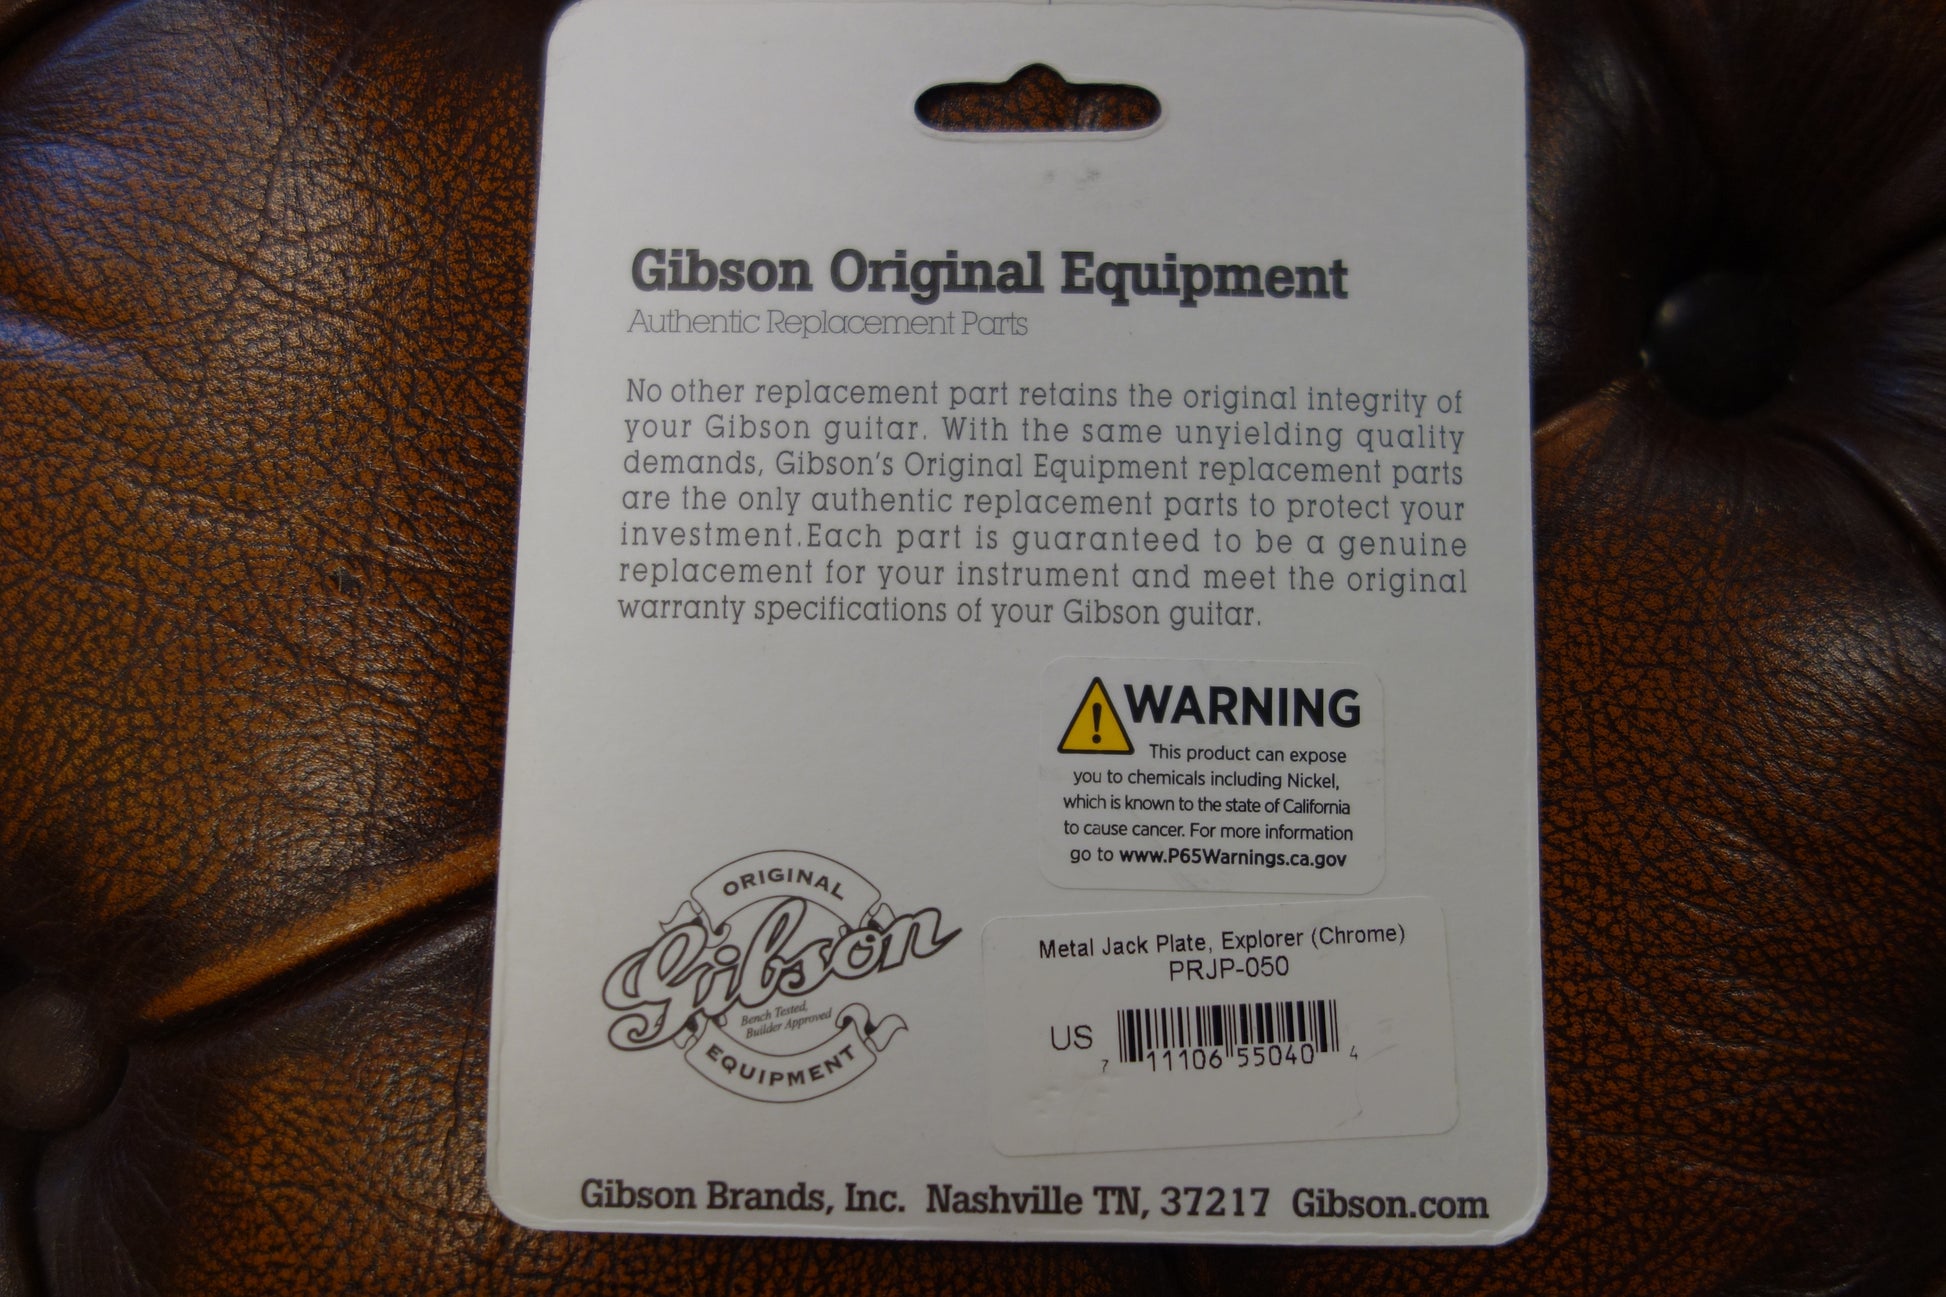 Gibson Original Equipment
Authentic Replacement Parts
No other replacement part retains the original integrity of
your Gibson guitar. With the same unyielding quality
demands, Gibson's Original Equipment replacement parts
are the only authentic replacement parts to protect your
investment.Each part is guaranteed to be a genuine
replacement for your instrument and meet the original
warranty specifications of your Gibson guitar.
WARNING
This product can expose
you to chemicals including Nickel,
which is known to the state of California
to cause cancer. For more information
go to www.P65Warnings.ca.gov
ORIGINAL
Gibson
Bench Tested,
Builder Approved
EQUIPMENT
Metal Jack Plate, Explorer (Chrome)
PRJP-050
US
7 11106 55040 4
Gibson Brands, Inc. Nashville TN, 37217 Gibson.com